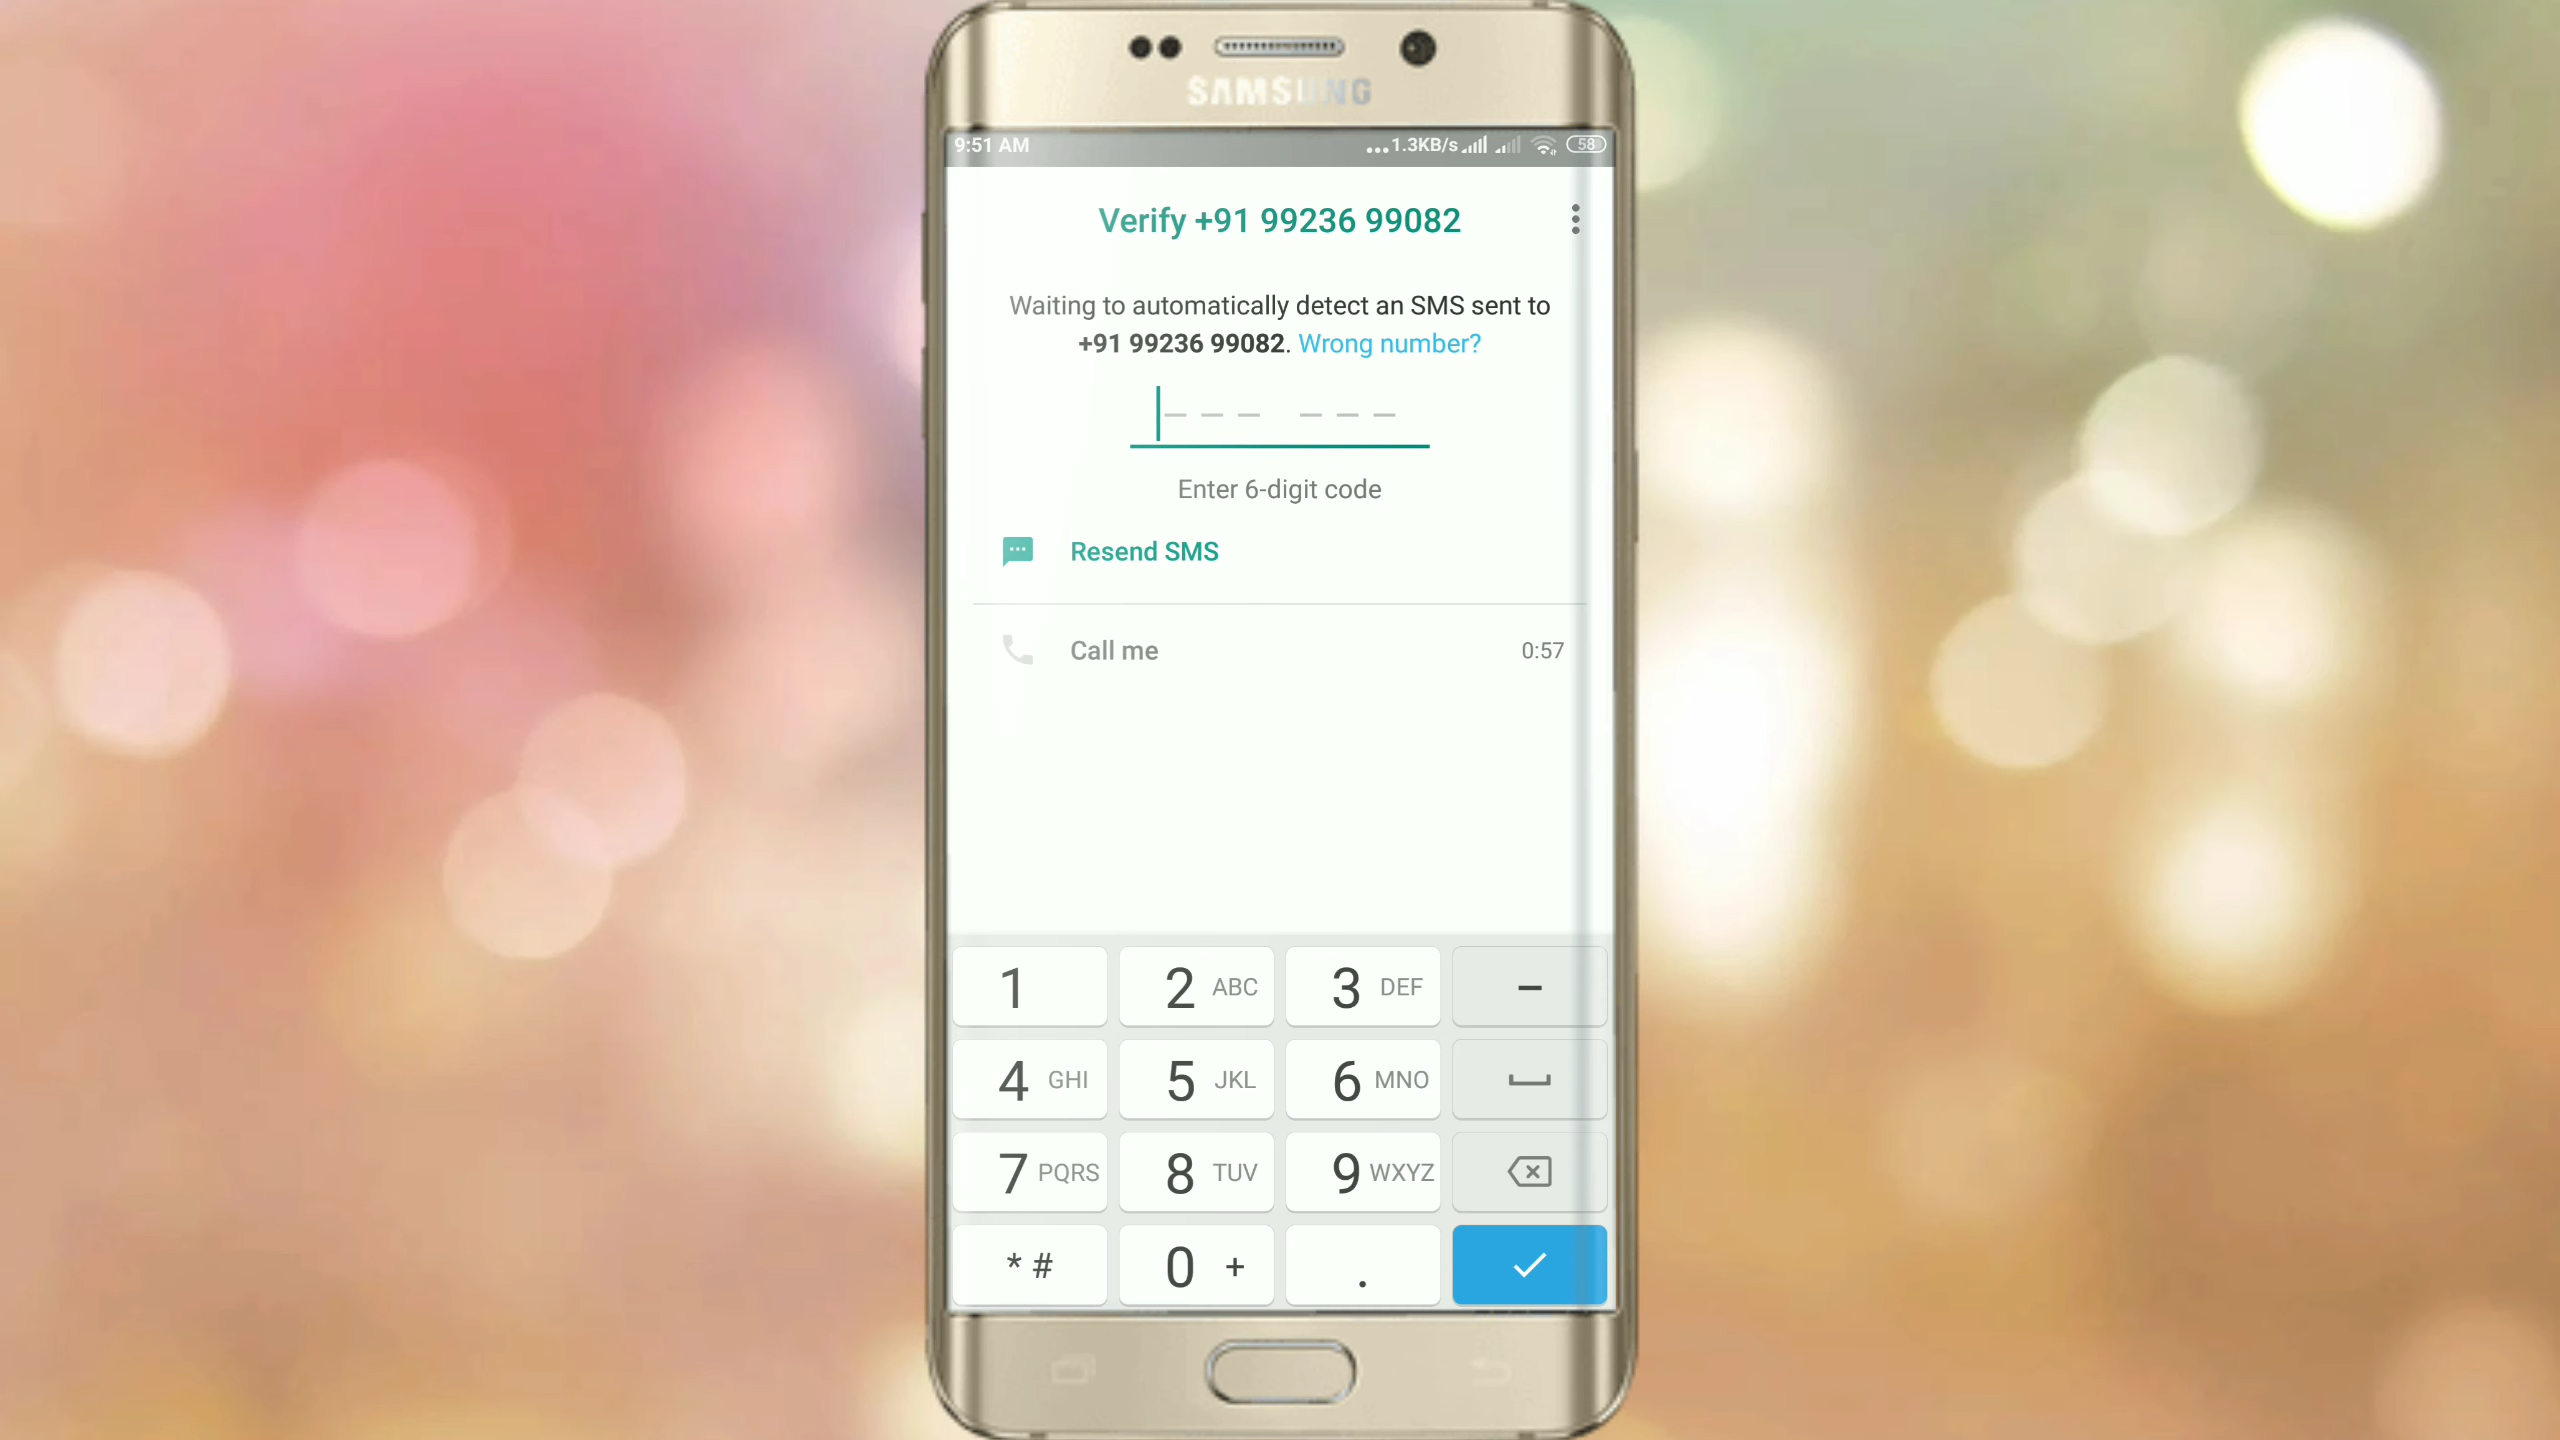 SAMSUNG
9:51 AM ...1.3KB/s 58
Verify +91 99236 99082
Waiting to automatically detect an SMS sent to
+91 99236 99082. Wrong number?
Enter 6-digit code
Resend SMS
Call me 0:57
1 2 ABC 3 DEF –
4 GHI 5 JKL 6 MNO
7 PQRS 8 TUV 9 WXYZ
* # 0 + .